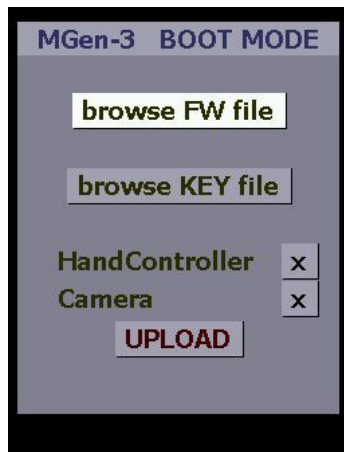 MGen-3 BOOT MODE
browse FW file
browse KEY file
HandController x
Camera x
UPLOAD